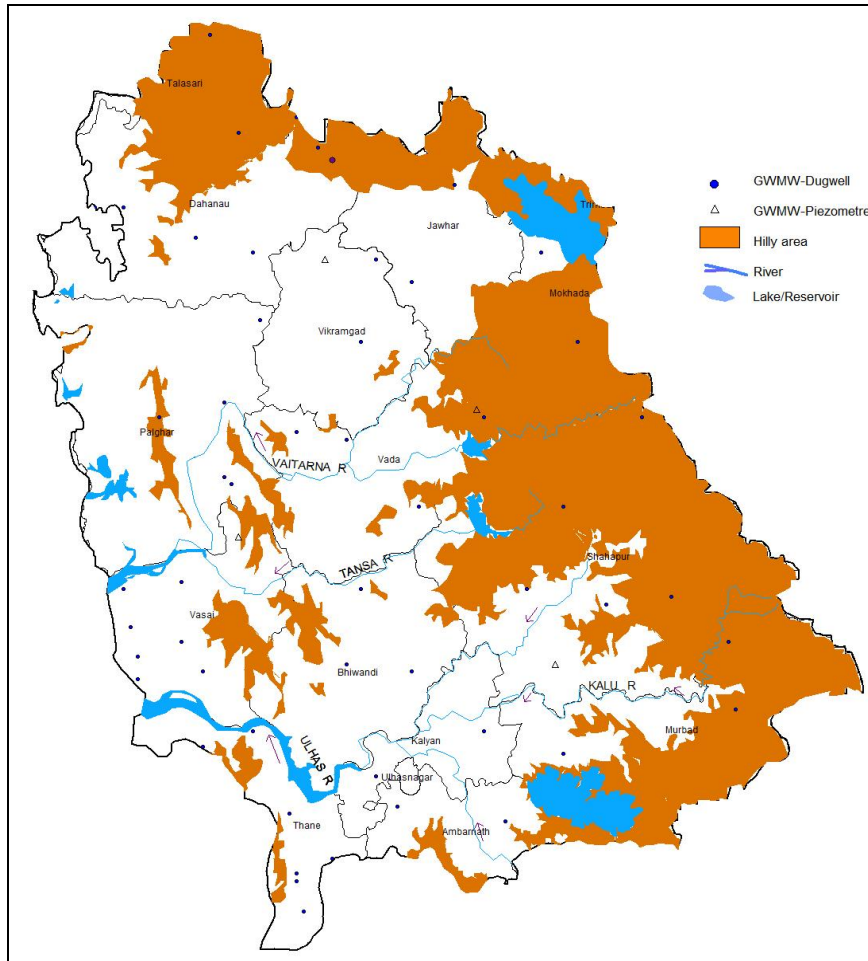 Talasari
Dahanau
Jawhar
Tri
GWMW-Dugwell
GWMW-Piezometre
Hilly area
River
Lake/Reservoir
Mokhada
Vikramgad
Palghar
Vada
VAITARNA R
TANSA R
Shahapur
Vasai
Bhiwandi
KALU R
Murbad
Kalyan
ULHAS R
Ulhasnagar
Thane
Ambarnath